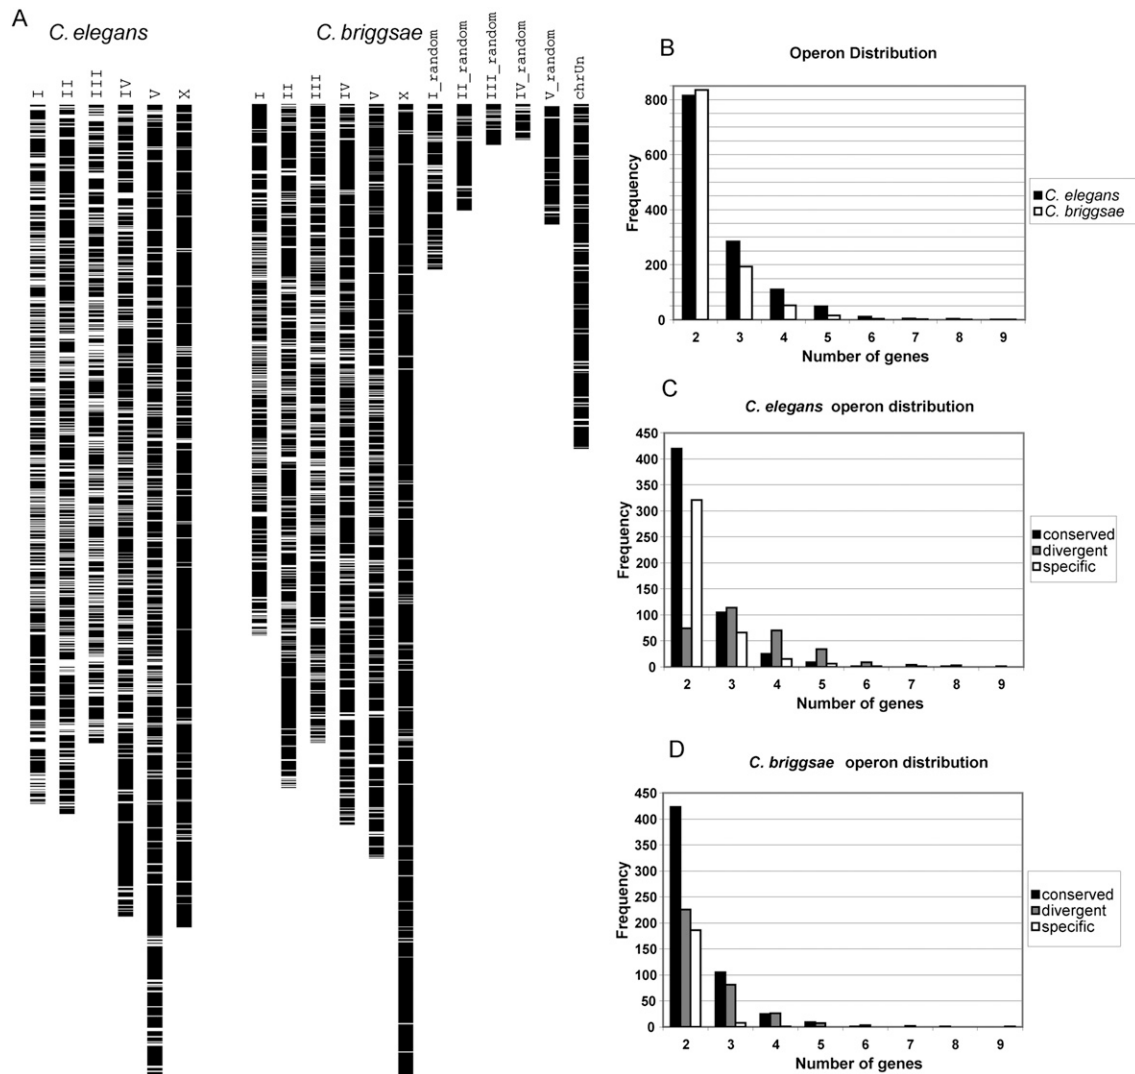 A
C. elegans
I
II
III
IV
V
X
C. briggsae
I
II
III
IV
V
X
I_random
II_random
III_random
IV_random
V_random
chrUn
B
Operon Distribution
Frequency
800
600
400
200
0
2 3 4 5 6 7 8 9
Number of genes
C. elegans
C. briggsae
C
C. elegans operon distribution
Frequency
450
400
350
300
250
200
150
100
50
0
2 3 4 5 6 7 8 9
Number of genes
conserved
divergent
specific
D
C. briggsae operon distribution
Frequency
450
400
350
300
250
200
150
100
50
0
2 3 4 5 6 7 8 9
Number of genes
conserved
divergent
specific